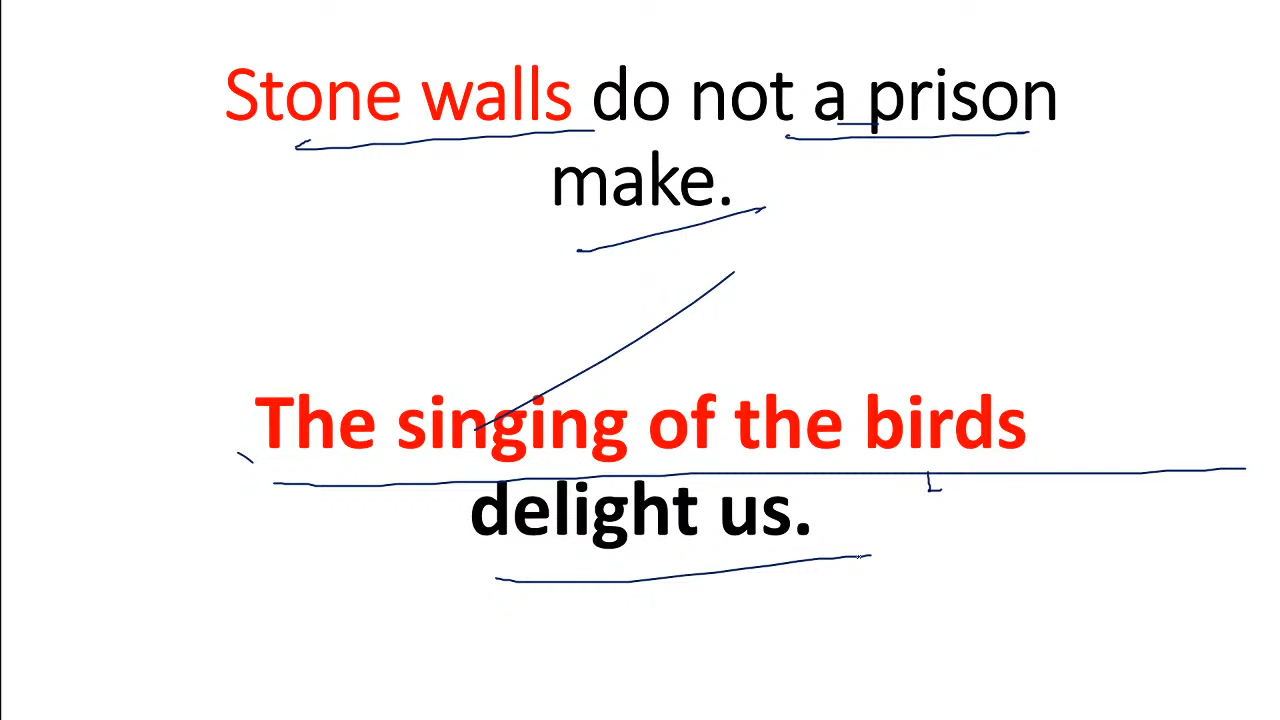 Stone walls do not a prison
make.
The singing of the birds
delight us.